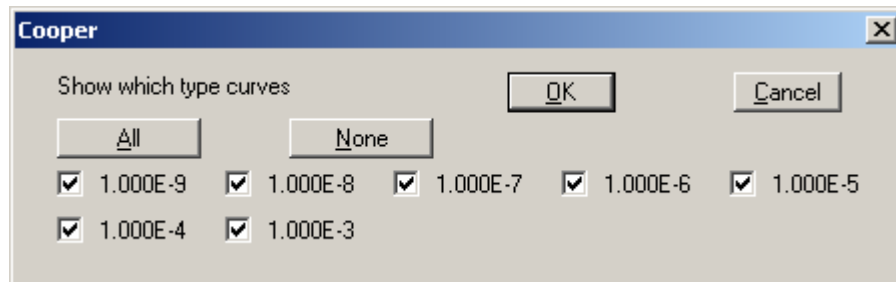 Cooper
Show which type curves OK Cancel
All None
1.000E-9 1.000E-8 1.000E-7 1.000E-6 1.000E-5
1.000E-4 1.000E-3